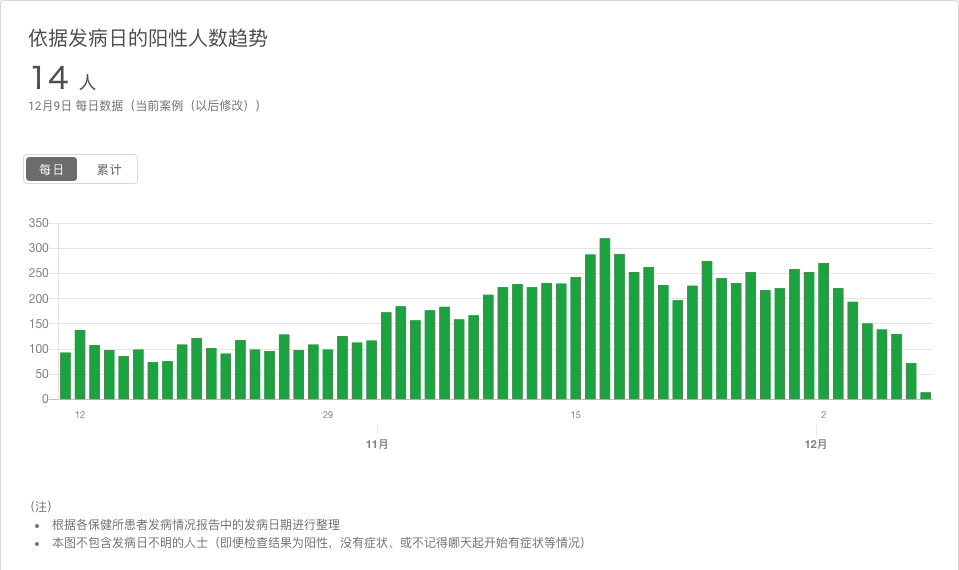 依据发病日的阳性人数趋势
14 人
12月9日 每日数据（当前案例（以后修改））
每日 累计
350
300
250
200
150
100
50
0
12 29 15 2
11月 12月
（注）
• 根据各保健所患者发病情况报告中的发病日期进行整理
• 本图不包含发病日不明的人士（即便检查结果为阳性，没有症状、或不记得哪天起开始有症状等情况）